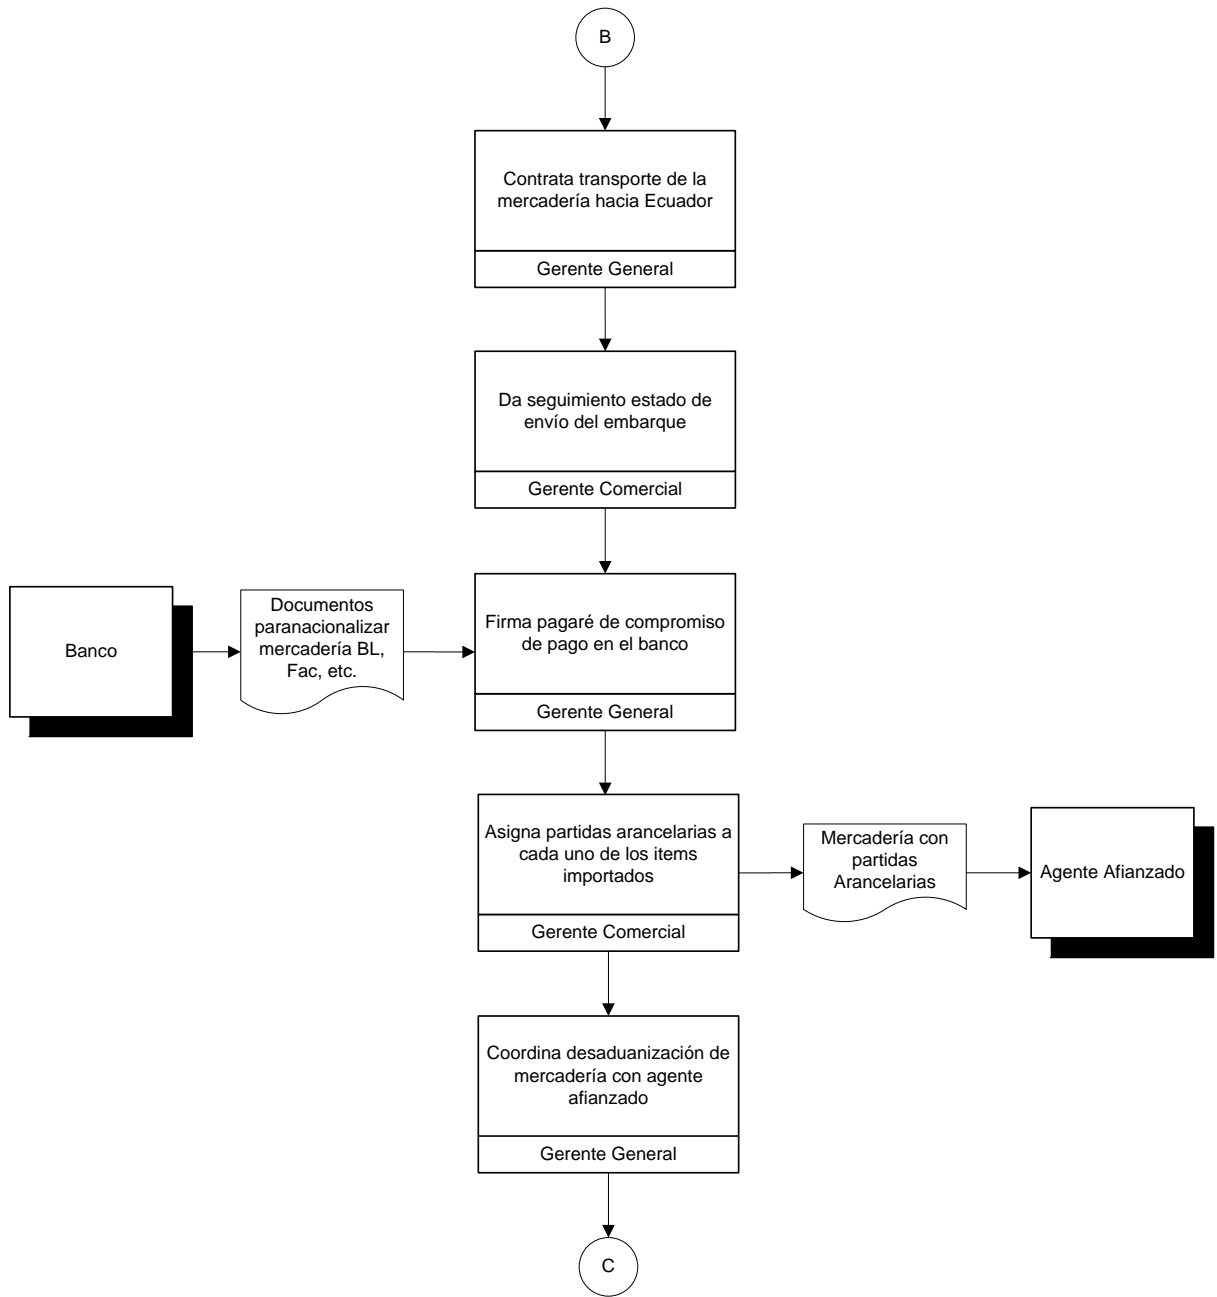 B
Contrata transporte de la
mercadería hacia Ecuador
Gerente General
Da seguimiento estado de
envío del embarque
Gerente Comercial
Banco
Documentos
paranacionalizar
mercadería BL,
Fac, etc.
Firma pagaré de compromiso
de pago en el banco
Gerente General
Asigna partidas arancelarias a
cada uno de los items
importados
Gerente Comercial
Mercadería con
partidas
Arancelarias
Agente Afianzado
Coordina desaduanización de
mercadería con agente
afianzado
Gerente General
C